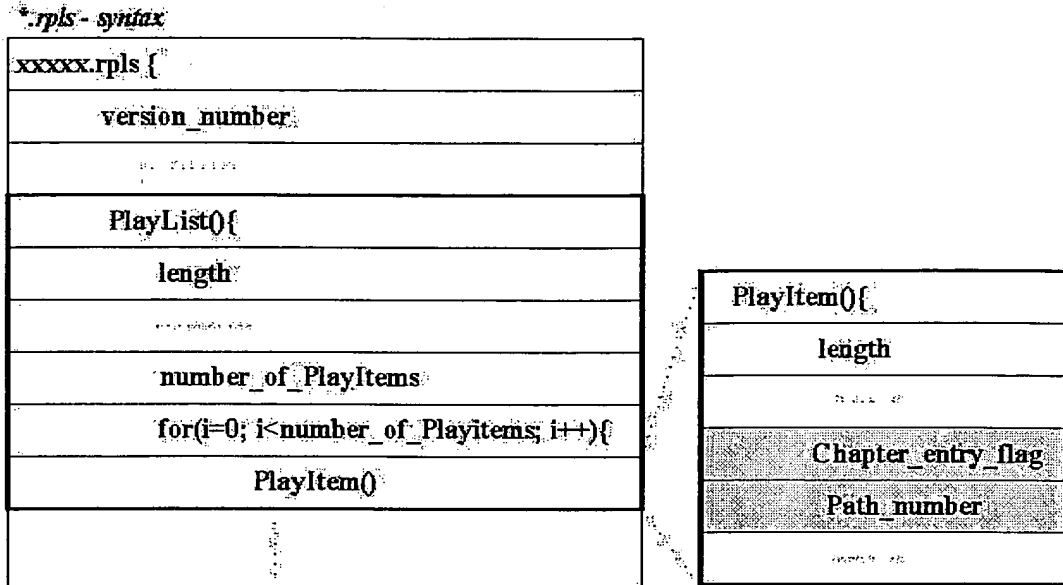 *.rpls - syntax
xxxxx.rpls {
version_number
PlayList(){
length
number_of_PlayItems
for(i=0; i<number_of_Playitems; i++){
PlayItem()
PlayItem(){
length
Chapter_entry_flag
Path_number